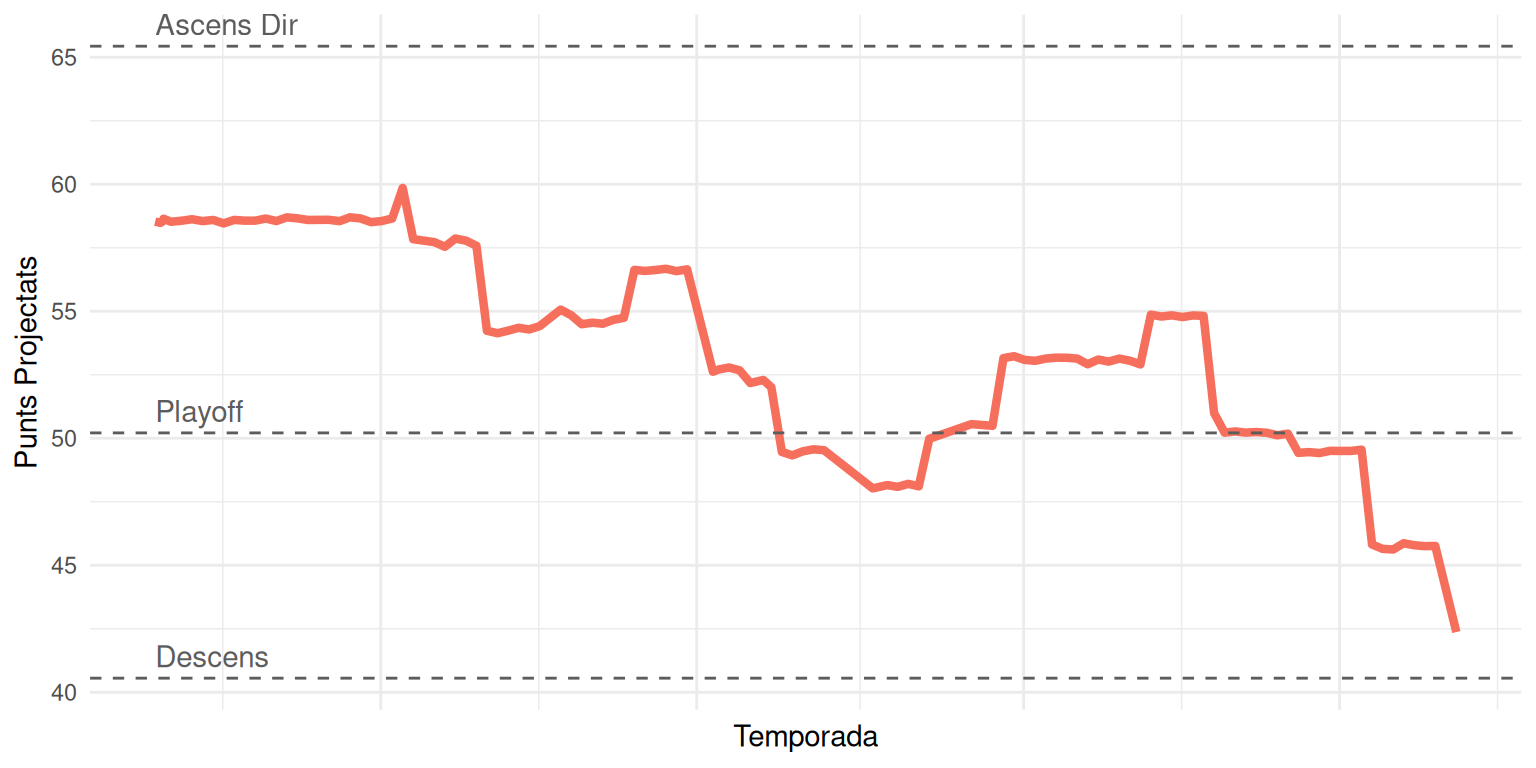 Ascens Dir
65
60
55
Playoff
50
45
Descens
40
Punts Projectats
Temporada